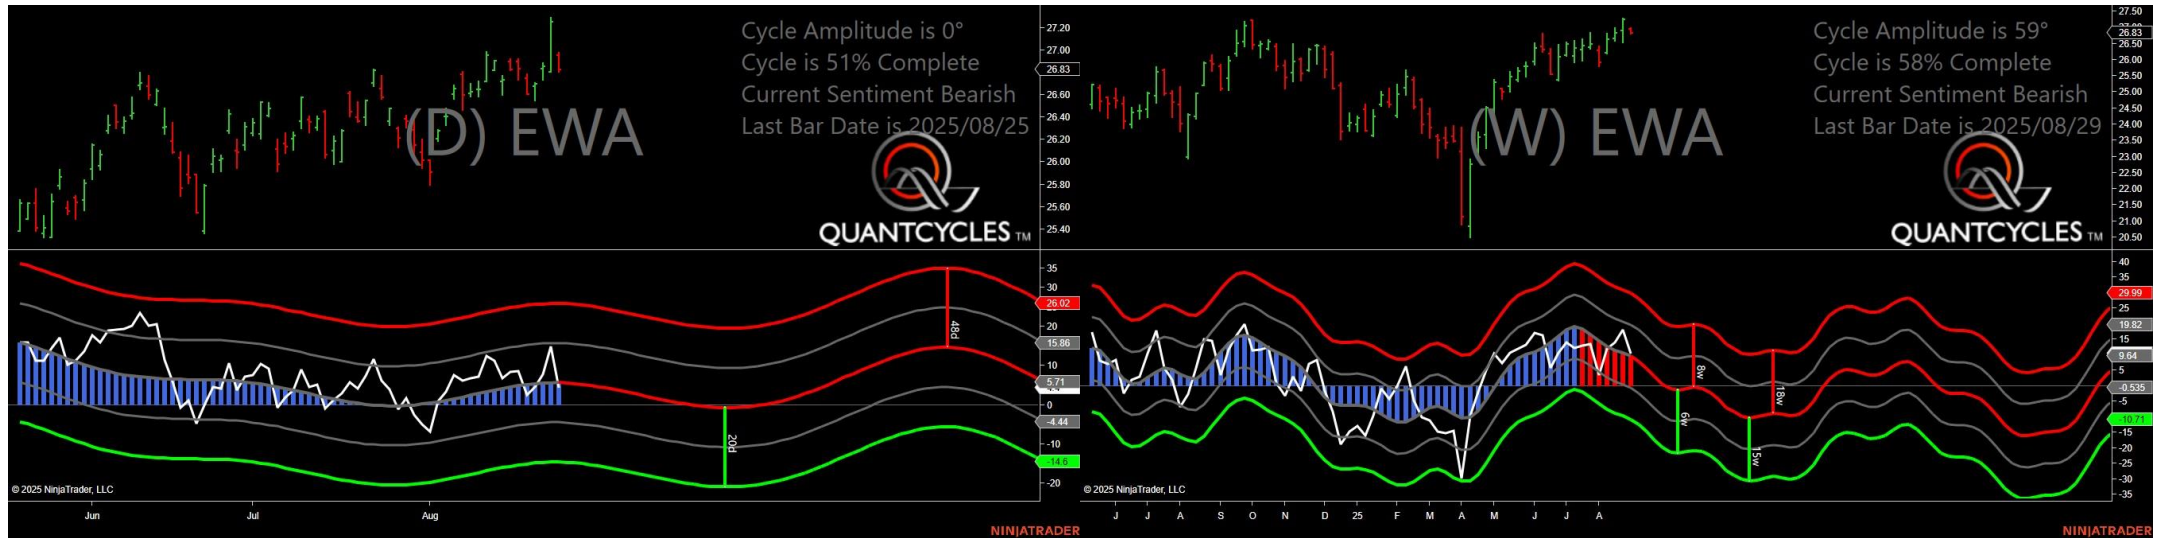 Cycle Amplitude is 0°
Cycle is 51% Complete
Current Sentiment Bearish
Last Bar Date is 2025/08/25
(D) EWA
QUANTCYCLES TM
27.20
27.00
26.83
26.60
26.40
26.20
26.00
25.80
25.60
25.40
35
30
26.02
20
15.86
10
5.71
0
-4.44
-10
-14.6
-20
48d
20d
© 2025 NinjaTrader, LLC
Jun
Jul
Aug
NINJATRADER
Cycle Amplitude is 59°
Cycle is 58% Complete
Current Sentiment Bearish
Last Bar Date is 2025/08/29
(W) EWA
QUANTCYCLES TM
27.50
26.83
26.50
26.00
25.50
25.00
24.50
24.00
23.50
23.00
22.50
22.00
21.50
21.00
20.50
40
35
29.99
25
19.82
15
9.64
5
-0.535
-5
-10.71
-15
-20
-25
-30
-35
8w
18w
6w
15w
© 2025 NinjaTrader, LLC
J
J
A
S
O
N
D
25
F
M
A
M
J
J
A
NINJATRADER